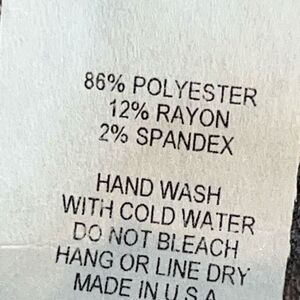 86% POLYESTER
12% RAYON
2% SPANDEX
HAND WASH
WITH COLD WATER
DO NOT BLEACH
HANG OR LINE DRY
MADE IN U.S.A